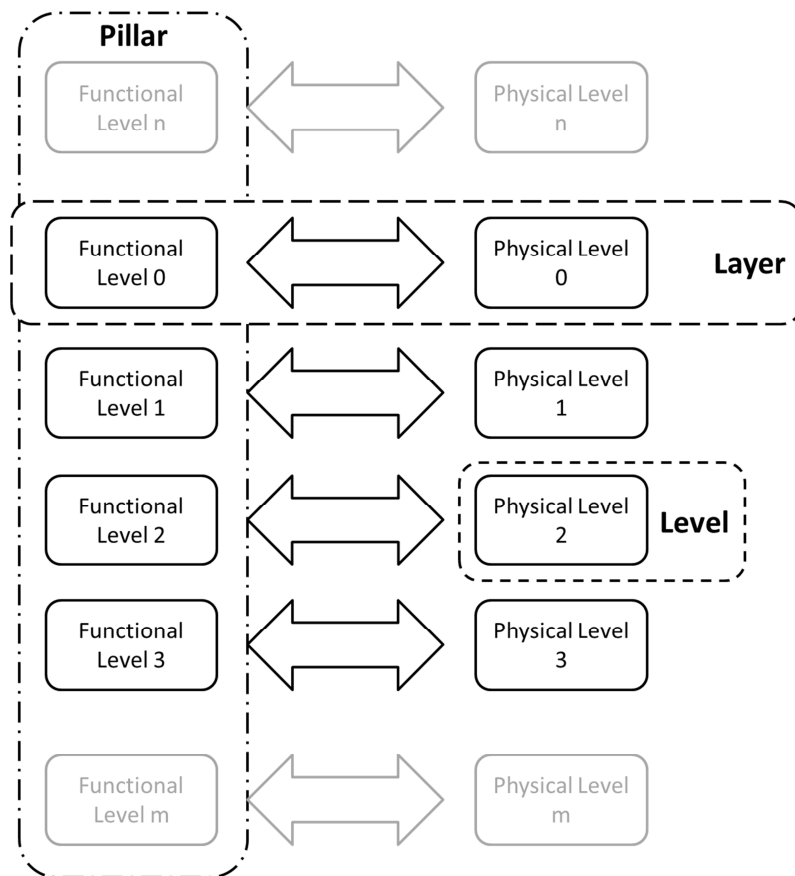 Pillar
Functional
Level n
Physical Level
n
Functional
Level 0
Physical Level
0
Layer
Functional
Level 1
Physical Level
1
Functional
Level 2
Physical Level
2
Level
Functional
Level 3
Physical Level
3
Functional
Level m
Physical Level
m